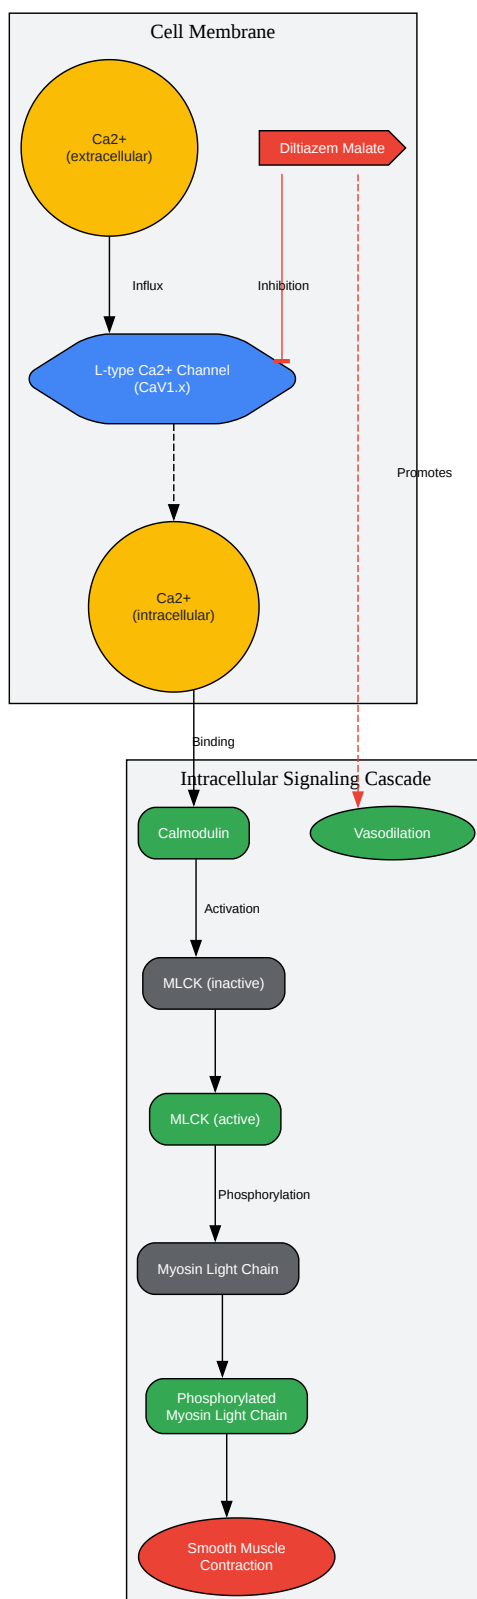 Cell Membrane
Ca2+
(extracellular)
Diltiazem Malate
Influx
Inhibition
L-type Ca2+ Channel
(CaV1.x)
Promotes
Ca2+
(intracellular)
Binding
Intracellular Signaling Cascade
Calmodulin
Vasodilation
Activation
MLCK (inactive)
MLCK (active)
Phosphorylation
Myosin Light Chain
Phosphorylated
Myosin Light Chain
Smooth Muscle
Contraction